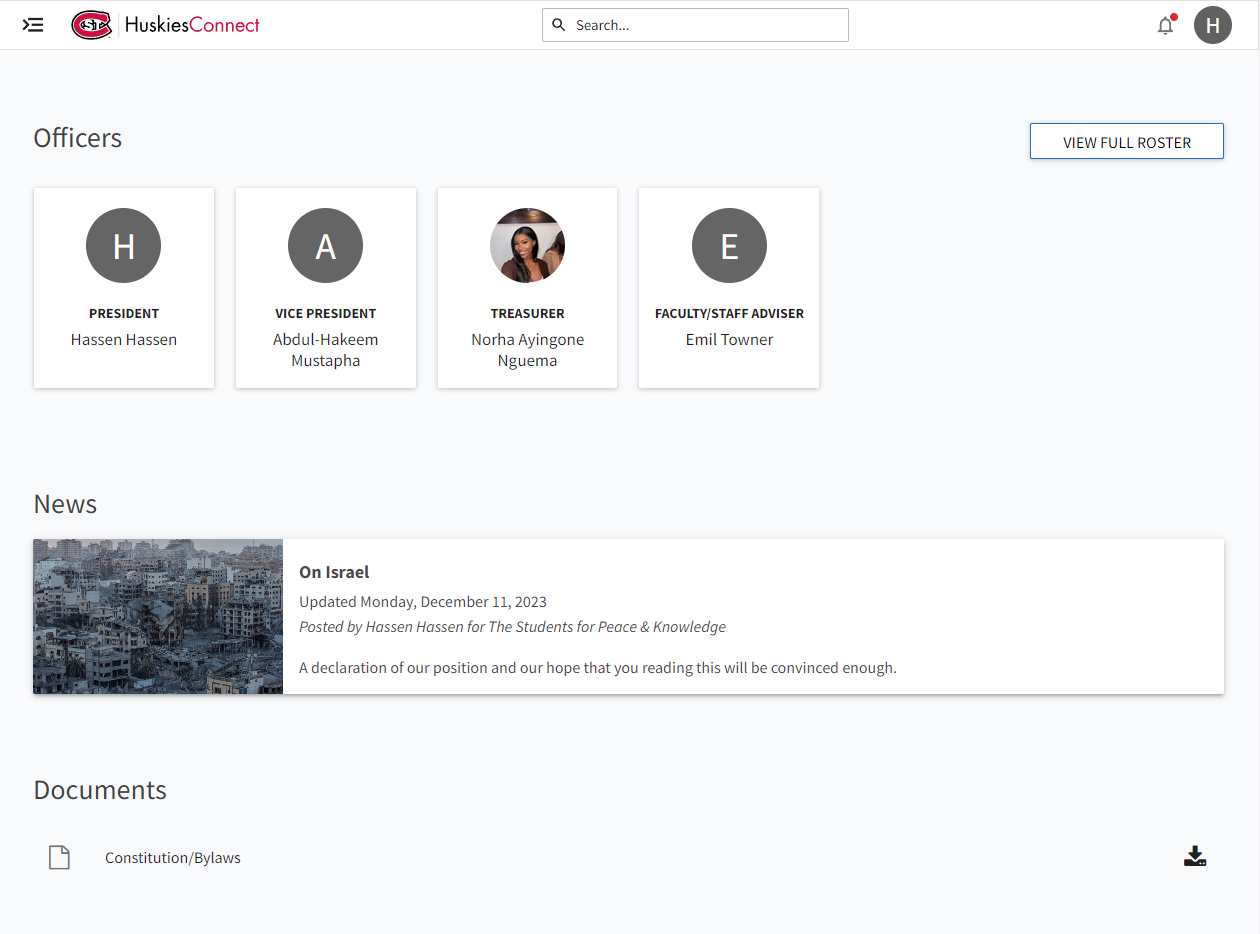 HuskiesConnect
Search...
H
Officers
VIEW FULL ROSTER
H
PRESIDENT
Hassen Hassen
A
VICE PRESIDENT
Abdul-Hakeem
Mustapha
TREASURER
Norha Ayingone
Nguema
E
FACULTY/STAFF ADVISER
Emil Towner
News
On Israel
Updated Monday, December 11, 2023
Posted by Hassen Hassen for The Students for Peace & Knowledge
A declaration of our position and our hope that you reading this will be convinced enough.
Documents
Constitution/Bylaws